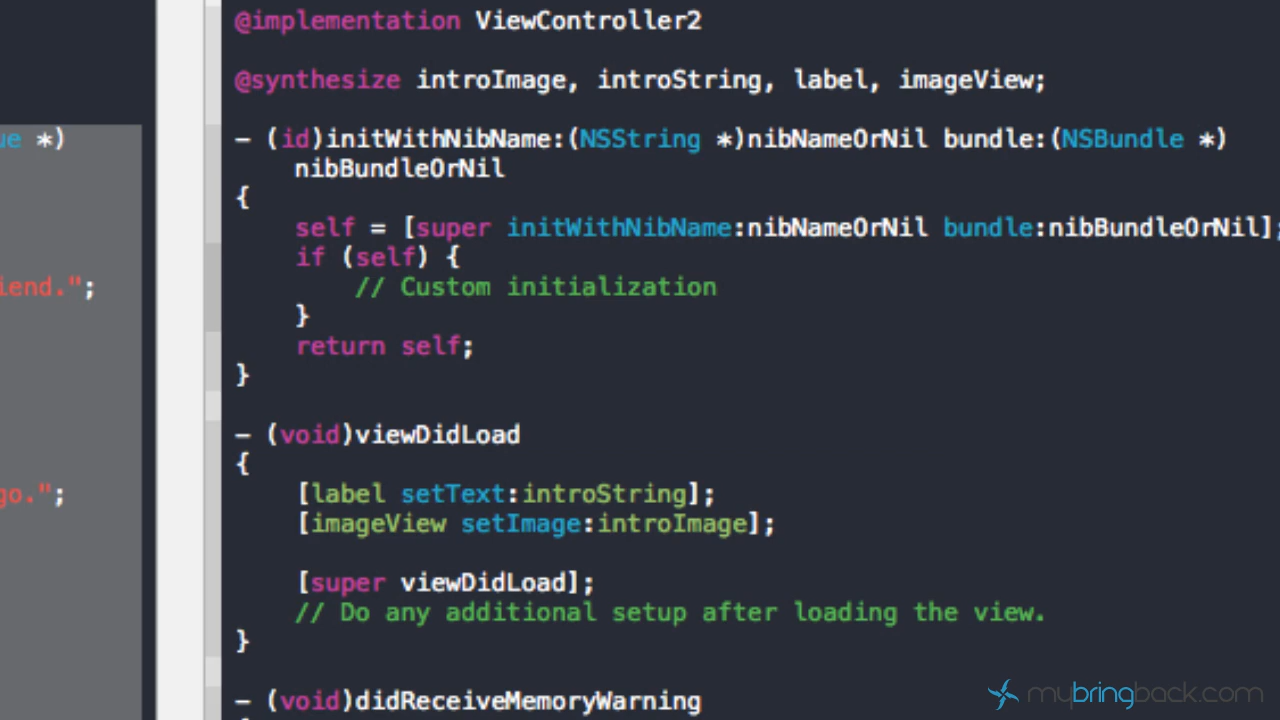 @implementation ViewController2
@synthesize introImage, introString, label, imageView;
- (id)initWithNibName:(NSString *)nibNameOrNil bundle:(NSBundle *)
nibBundleOrNil
{
self = [super initWithNibName:nibNameOrNil bundle:nibBundleOrNil];
if (self) {
// Custom initialization
}
return self;
}
- (void)viewDidLoad
{
[label setText:introString];
[imageView setImage:introImage];
[super viewDidLoad];
// Do any additional setup after loading the view.
}
- (void)didReceiveMemoryWarning
*)
";
go.";
mybringback.com